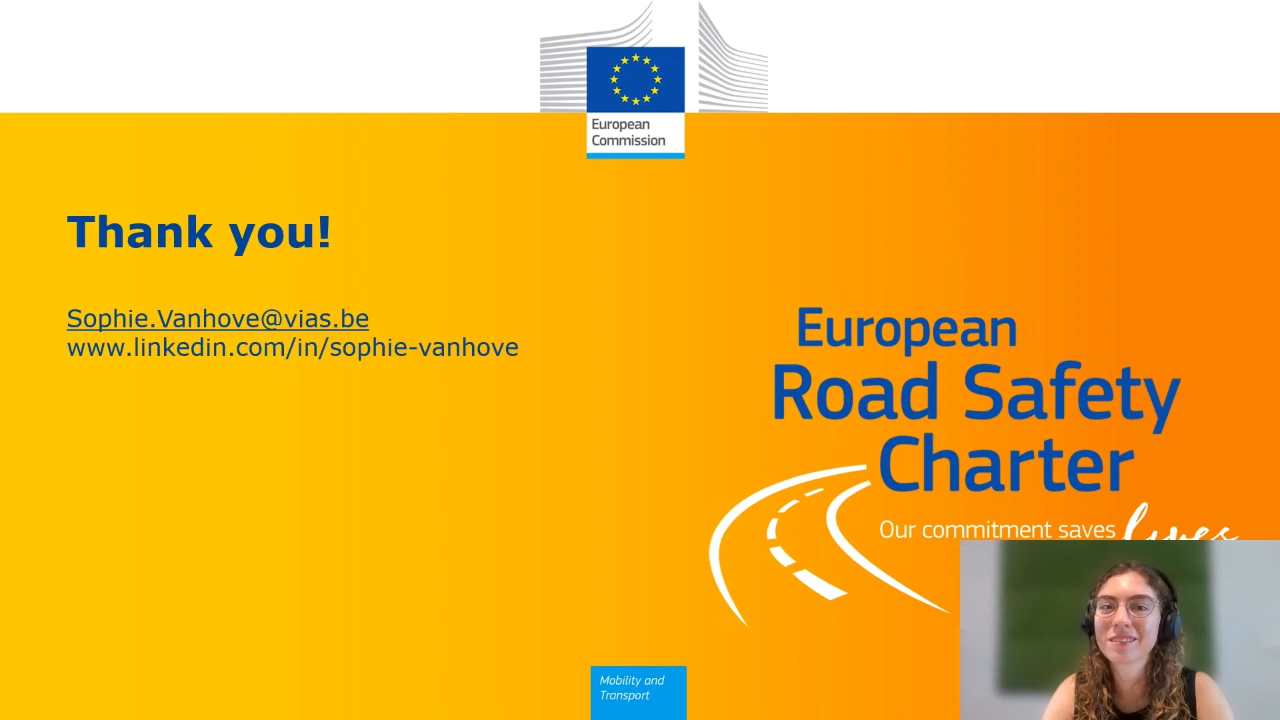 European
Commission
Thank you!
Sophie.Vanhove@vias.be
www.linkedin.com/in/sophie-vanhove
European
Road Safety
Charter
Our commitment saves lives
Mobility and
Transport